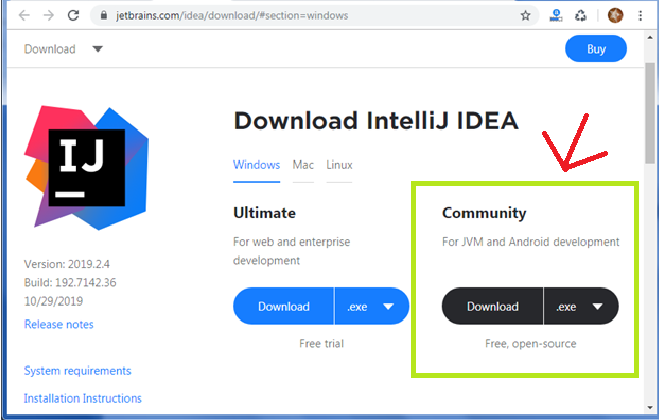 jetbrains.com/idea/download/#section=windows
Download
Buy
IJ
Download IntelliJ IDEA
Windows Mac Linux
Ultimate
For web and enterprise
development
Download .exe
Free trial
Community
For JVM and Android development
Download .exe
Free, open-source
Version: 2019.2.4
Build: 192.7142.36
10/29/2019
Release notes
System requirements
Installation Instructions